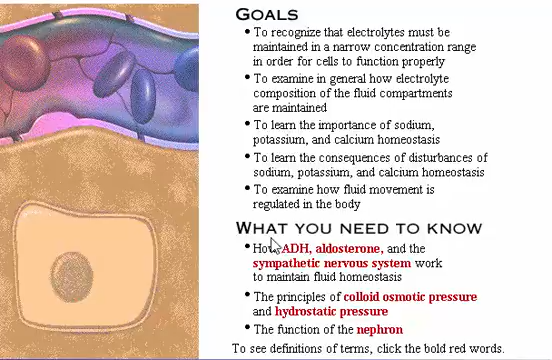 GOALS
• To recognize that electrolytes must be
maintained in a narrow concentration range
in order for cells to function properly
• To examine in general how electrolyte
composition of the fluid compartments
are maintained
• To learn the importance of sodium,
potassium, and calcium homeostasis
• To learn the consequences of disturbances of
sodium, potassium, and calcium homeostasis
• To examine how fluid movement is
regulated in the body
WHAT YOU NEED TO KNOW
• How ADH, aldosterone, and the
sympathetic nervous system work
to maintain fluid homeostasis
• The principles of colloid osmotic pressure
and hydrostatic pressure
• The function of the nephron
To see definitions of terms, click the bold red words.